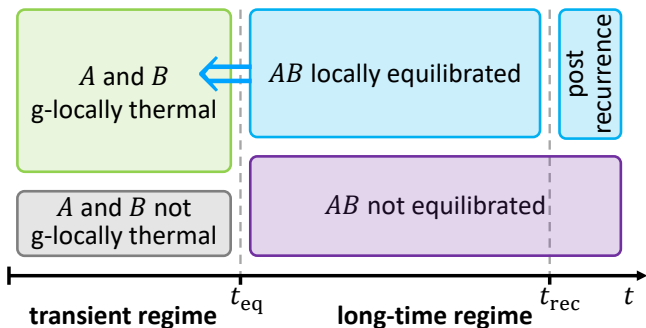 A and B
g-locally thermal
AB locally equilibrated
post
recurrence
A and B not
g-locally thermal
AB not equilibrated
t_eq
t_rec
t
transient regime
long-time regime